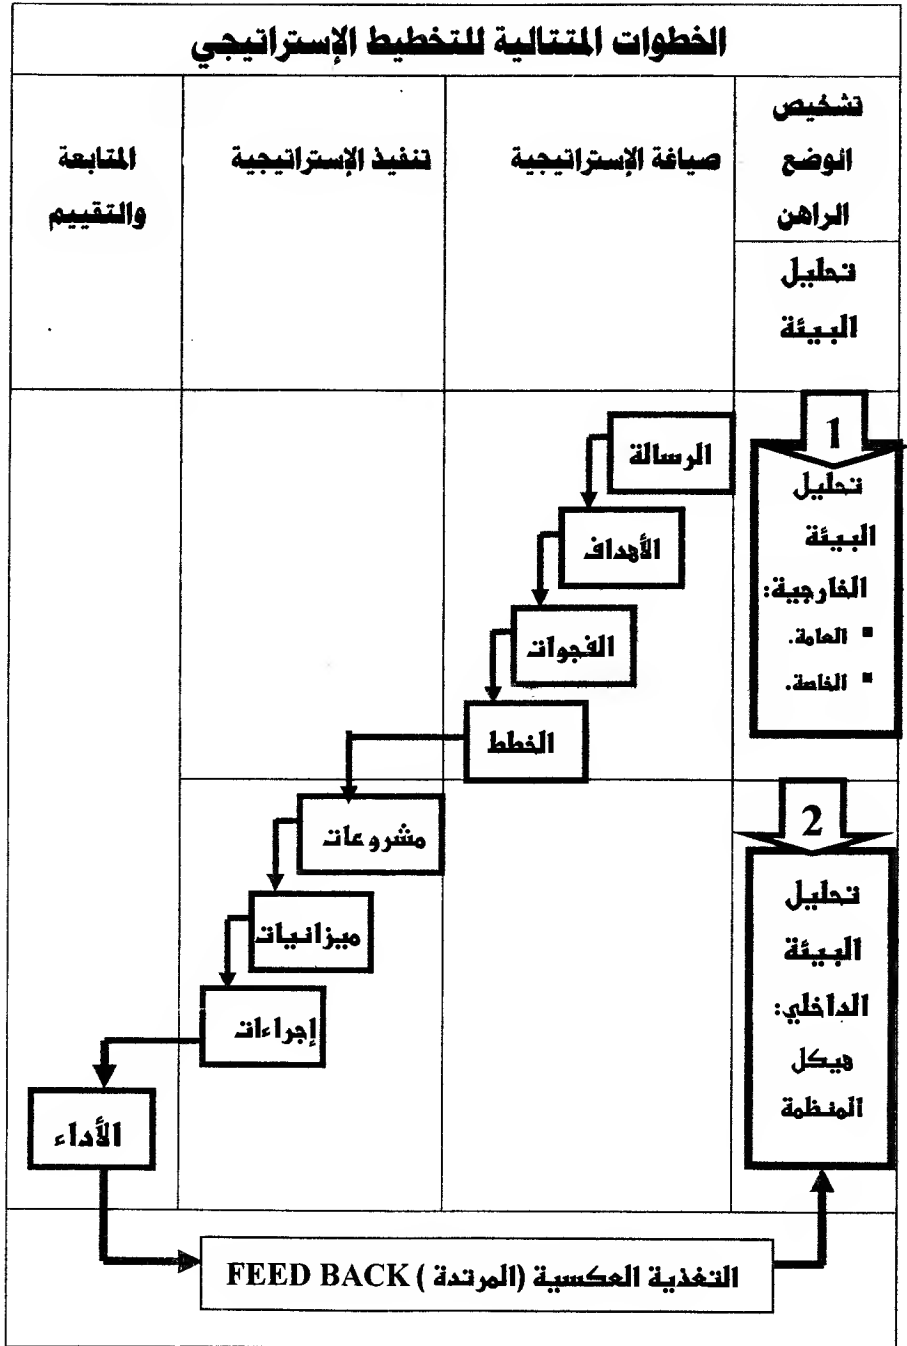 الخطوات المتتالية للتخطيط الإستراتيجي
تشخيص
الوضع
الراهن
تحليل
البيئة
صياغة الإستراتيجية
تنفيذ الإستراتيجية
المتابعة
والتقييم
1
تحليل
البيئة
الخارجية:
▪ العامة.
▪ الخاصة.
الرسالة
الأهداف
الفجوات
الخطط
2
تحليل
البيئة
الداخلي:
هيكل
المنظمة
مشروعات
ميزانيات
إجراءات
الأداء
التغذية العكسية (المرتدة ) FEED BACK